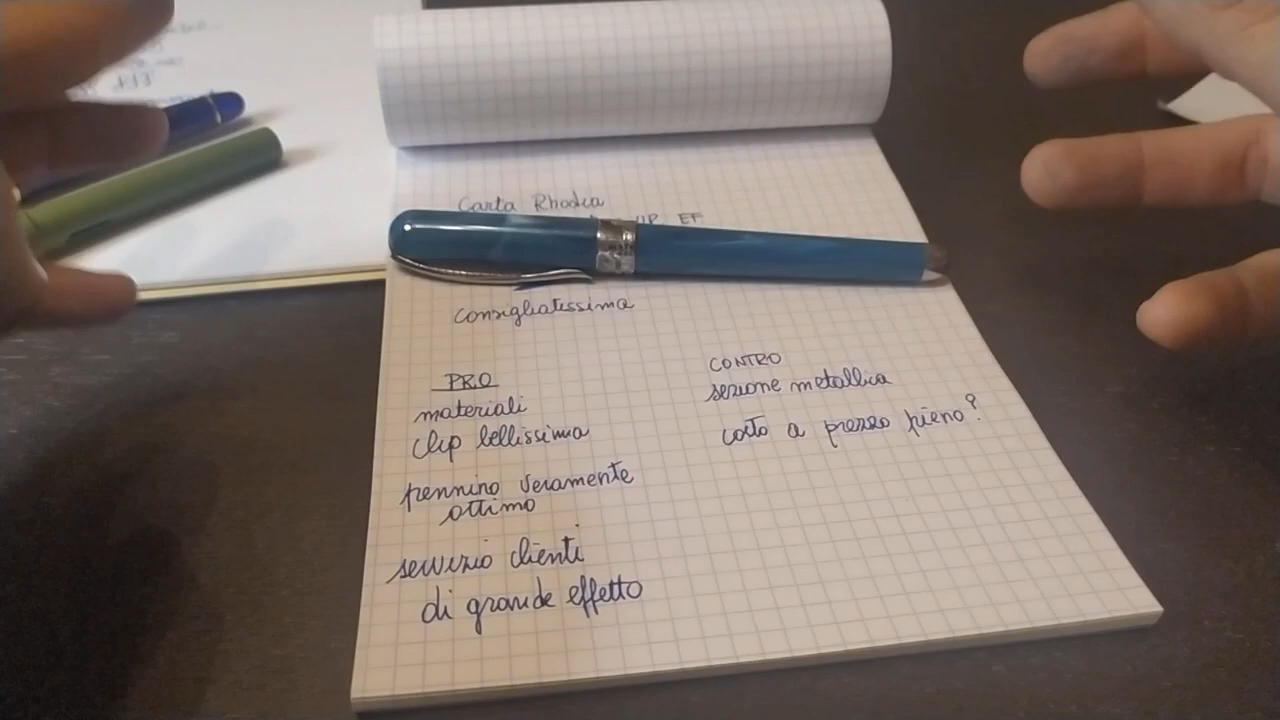 Carta Rhodia
UP EF
consigliatissima
PRO
materiali
clip bellissima
pennino veramente
ottimo
servizio clienti
di grande effetto
CONTRO
sezione metallica
costo a prezzo pieno?